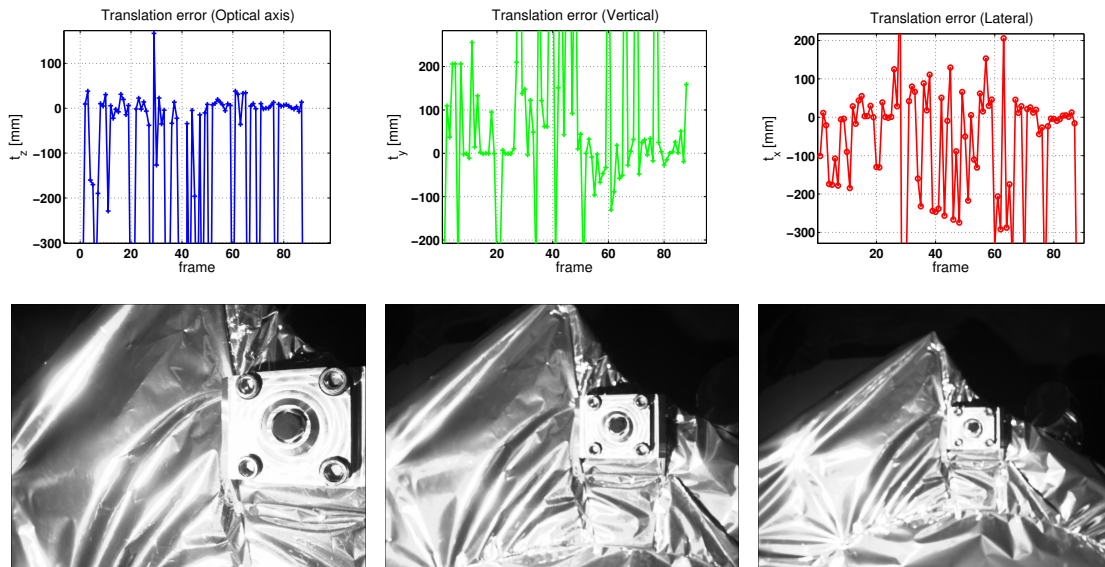 Translation error (Optical axis)
100
0
−100
−200
−300
t_z [mm]
0 20 40 60 80
frame
Translation error (Vertical)
200
100
0
−100
−200
t_y [mm]
20 40 60 80
frame
Translation error (Lateral)
200
100
0
−100
−200
−300
t_x [mm]
20 40 60 80
frame